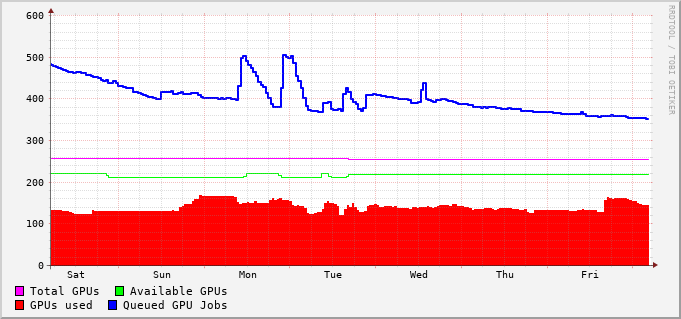 600
500
400
300
200
100
0
Sat Sun Mon Tue Wed Thu Fri
Total GPUs Available GPUs
GPUs used Queued GPU Jobs
RRDTOOL / TOBI OETIKER